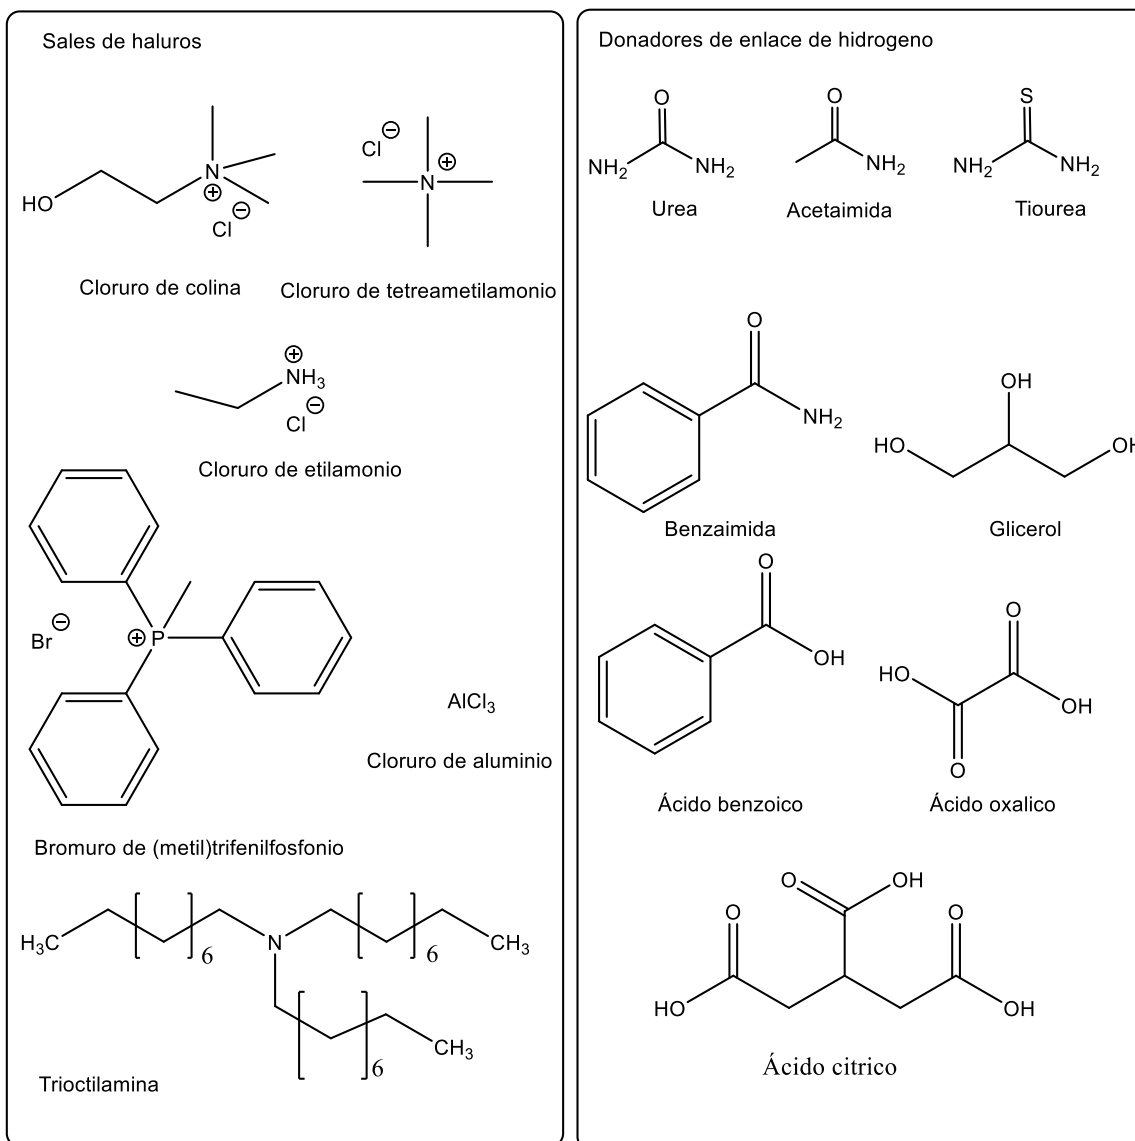 Sales de haluros
HO
N
⊕
Cl
⊖
Cl
⊖
N
⊕
Cloruro de colina
Cloruro de tetreametilamonio
⊕
NH3
Cl
⊖
Cloruro de etilamonio
Br
⊖
⊕
P
AlCl3
Cloruro de aluminio
Bromuro de (metil)trifenilfosfonio
H3C
6
N
6
CH3
6
CH3
Trioctilamina
Donadores de enlace de hidrogeno
O
NH2
NH2
Urea
O
NH2
Acetaimida
S
NH2
NH2
Tiourea
O
NH2
Benzaimida
OH
HO
OH
Glicerol
O
OH
Ácido benzoico
O
HO
OH
O
Ácido oxalico
O
OH
O
O
HO
OH
Ácido citrico